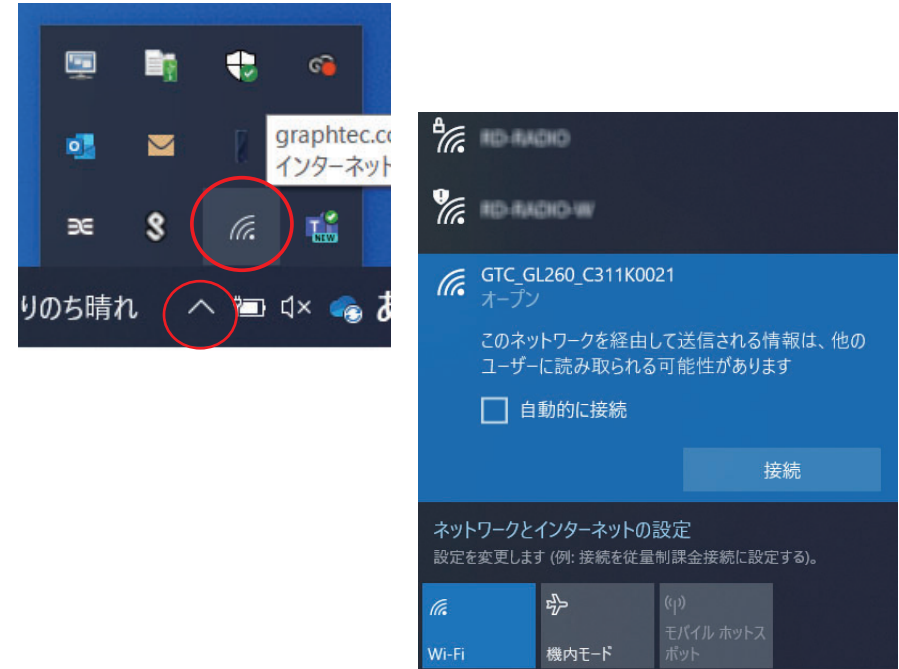 graphtec.co
インターネット
NEW
りのち晴れ
あ
GTC_GL260_C311K0021
オープン
このネットワークを経由して送信される情報は、他の
ユーザーに読み取られる可能性があります
自動的に接続
接続
ネットワークとインターネットの設定
設定を変更します (例: 接続を従量制課金接続に設定する)。
Wi-Fi
機内モード
モバイル ホットス
ポット